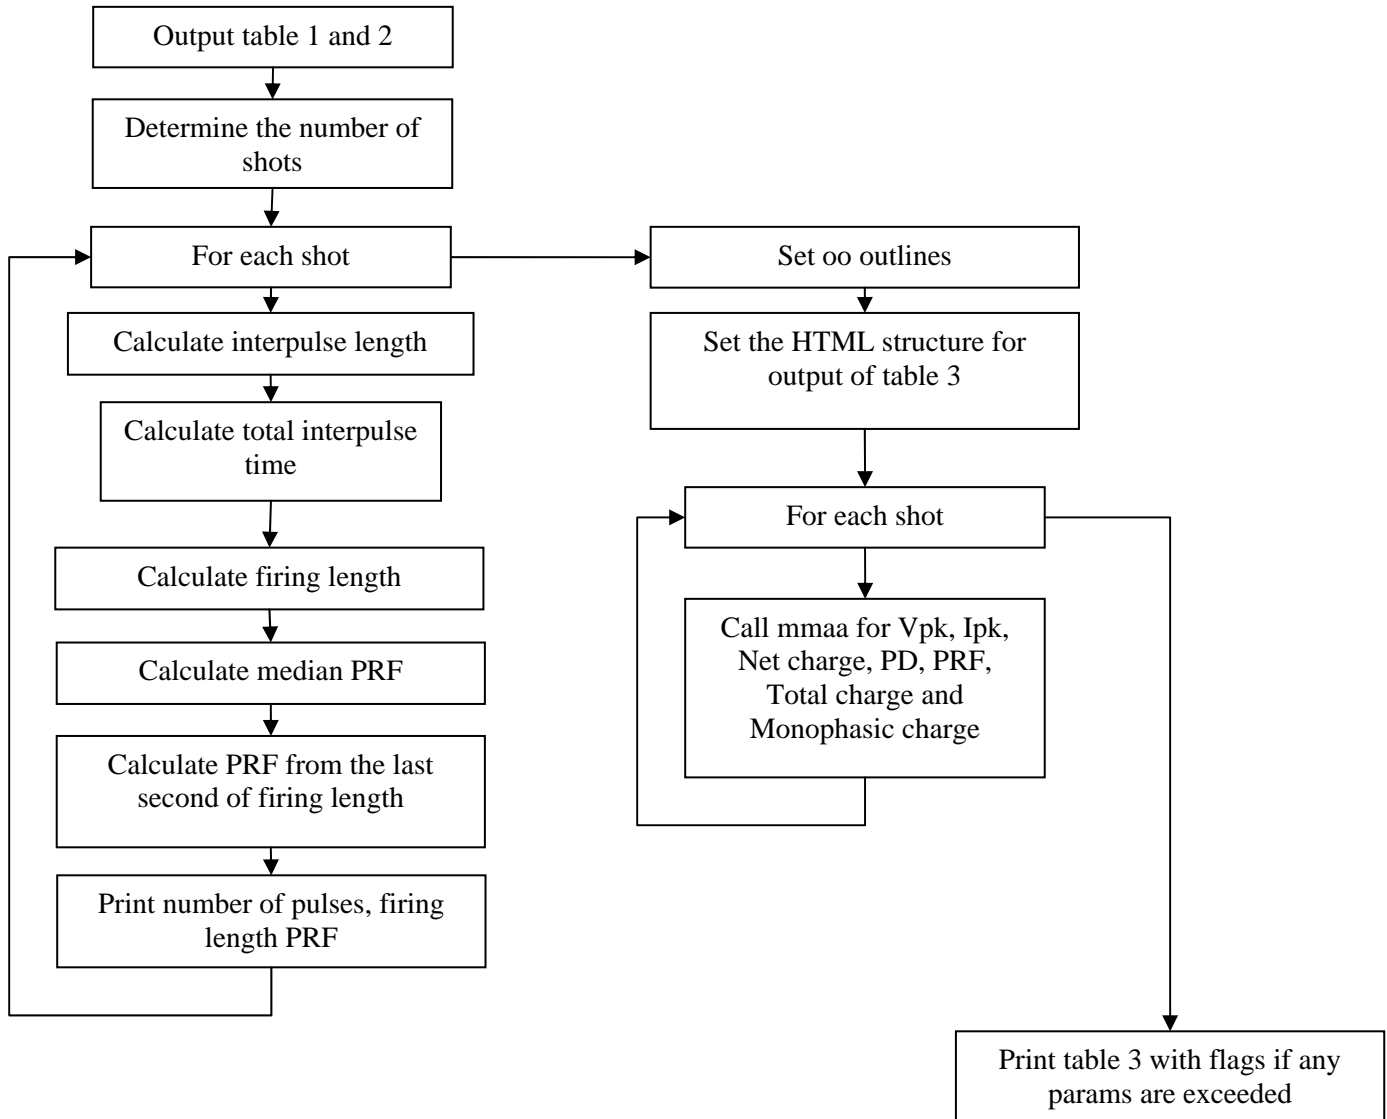 Output table 1 and 2
Determine the number of
shots
For each shot
Calculate interpulse length
Calculate total interpulse
time
Calculate firing length
Calculate median PRF
Calculate PRF from the last
second of firing length
Print number of pulses, firing
length PRF
Set oo outlines
Set the HTML structure for
output of table 3
For each shot
Call mmaa for Vpk, Ipk,
Net charge, PD, PRF,
Total charge and
Monophasic charge
Print table 3 with flags if any
params are exceeded